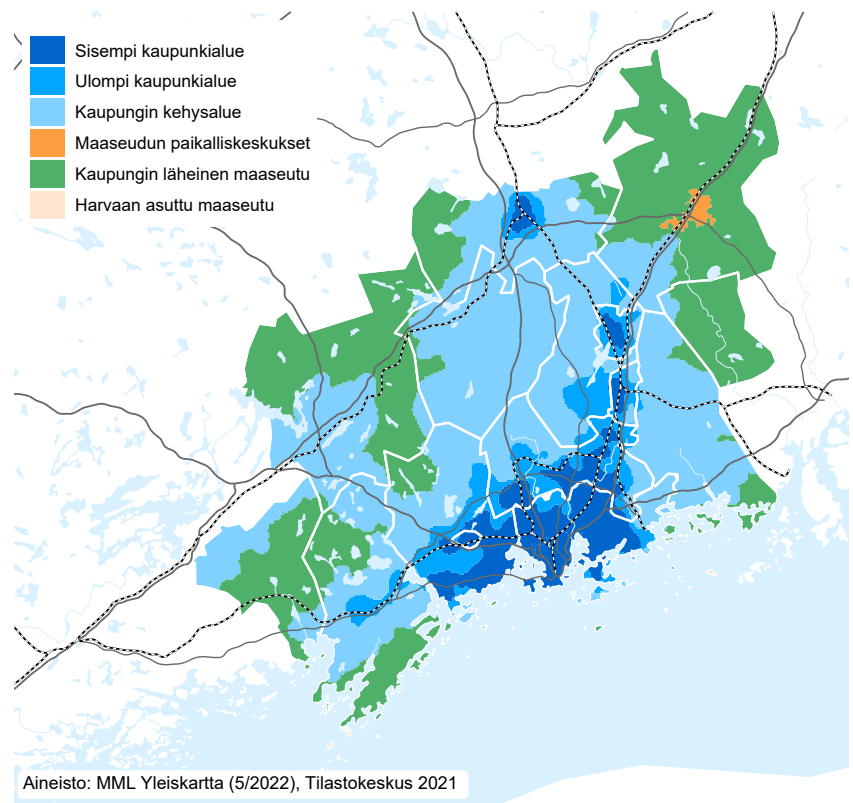 Sisempi kaupunkialue
Ulompi kaupunkialue
Kaupungin kehysalue
Maaseudun paikalliskeskukset
Kaupungin läheinen maaseutu
Harvaan asuttu maaseutu
Aineisto: MML Yleiskartta (5/2022), Tilastokeskus 2021